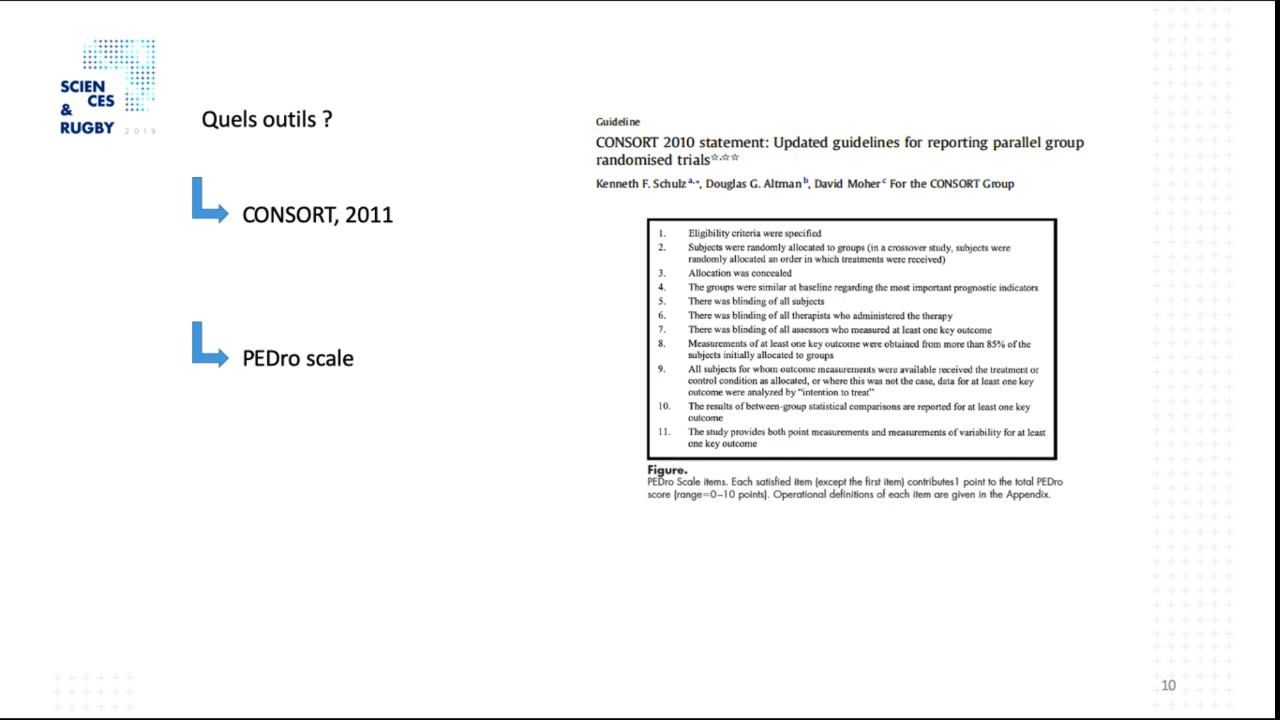 SCIEN
CES
&
RUGBY 2019
Quels outils ?
CONSORT, 2011
PEDro scale
Guideline
CONSORT 2010 statement: Updated guidelines for reporting parallel group
randomised trials☆,☆☆
Kenneth F. Schulz a,*, Douglas G. Altman b, David Moher c For the CONSORT Group
1. Eligibility criteria were specified
2. Subjects were randomly allocated to groups (in a crossover study, subjects were
randomly allocated an order in which treatments were received)
3. Allocation was concealed
4. The groups were similar at baseline regarding the most important prognostic indicators
5. There was blinding of all subjects
6. There was blinding of all therapists who administered the therapy
7. There was blinding of all assessors who measured at least one key outcome
8. Measurements of at least one key outcome were obtained from more than 85% of the
subjects initially allocated to groups
9. All subjects for whom outcome measurements were available received the treatment or
control condition as allocated, or where this was not the case, data for at least one key
outcome were analyzed by "intention to treat"
10. The results of between-group statistical comparisons are reported for at least one key
outcome
11. The study provides both point measurements and measurements of variability for at least
one key outcome
Figure.
PEDro Scale items. Each satisfied item (except the first item) contributes1 point to the total PEDro
score (range=0–10 points). Operational definitions of each item are given in the Appendix.
10